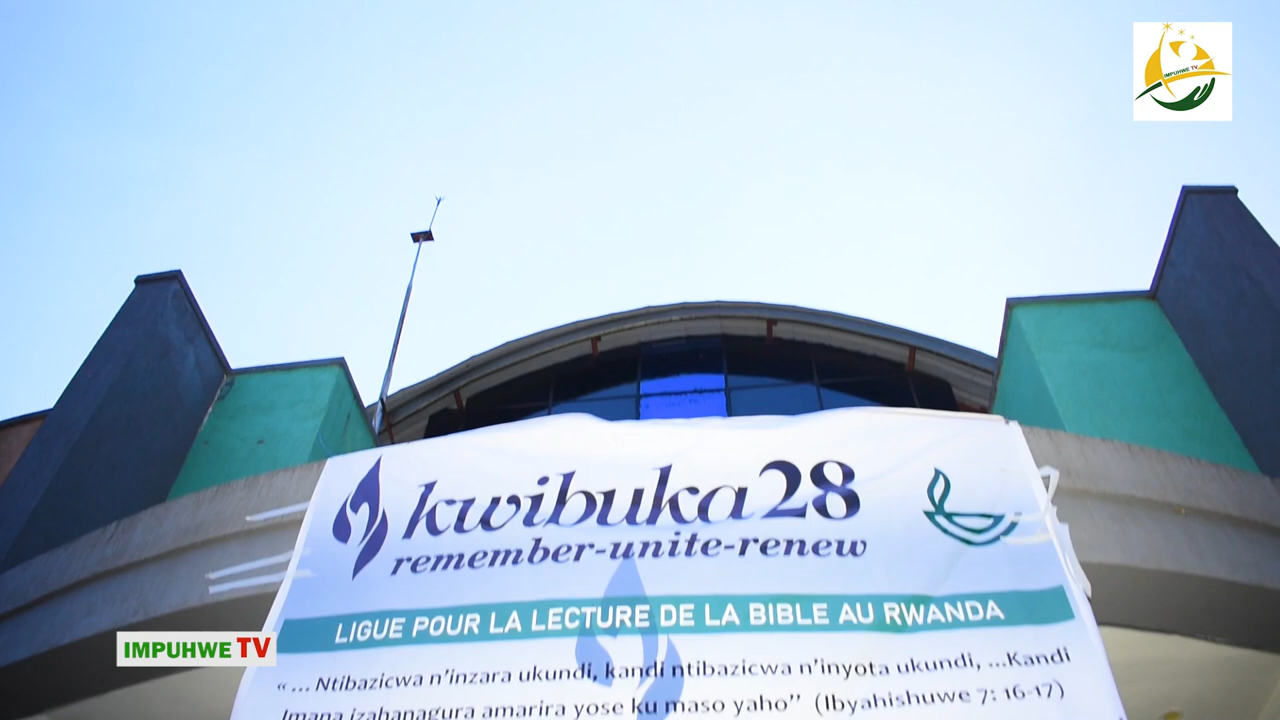 IMPUHWE TV
kwibuka28
remember-unite-renew
LIGUE POUR LA LECTURE DE LA BIBLE AU RWANDA
« ... Ntibazicwa n'inzara ukundi, kandi ntibazicwa n'inyota ukundi, ...Kandi
Imana izahanagura amarira yose ku maso yaho” (Ibyahishuwe 7: 16-17)
IMPUHWE TV